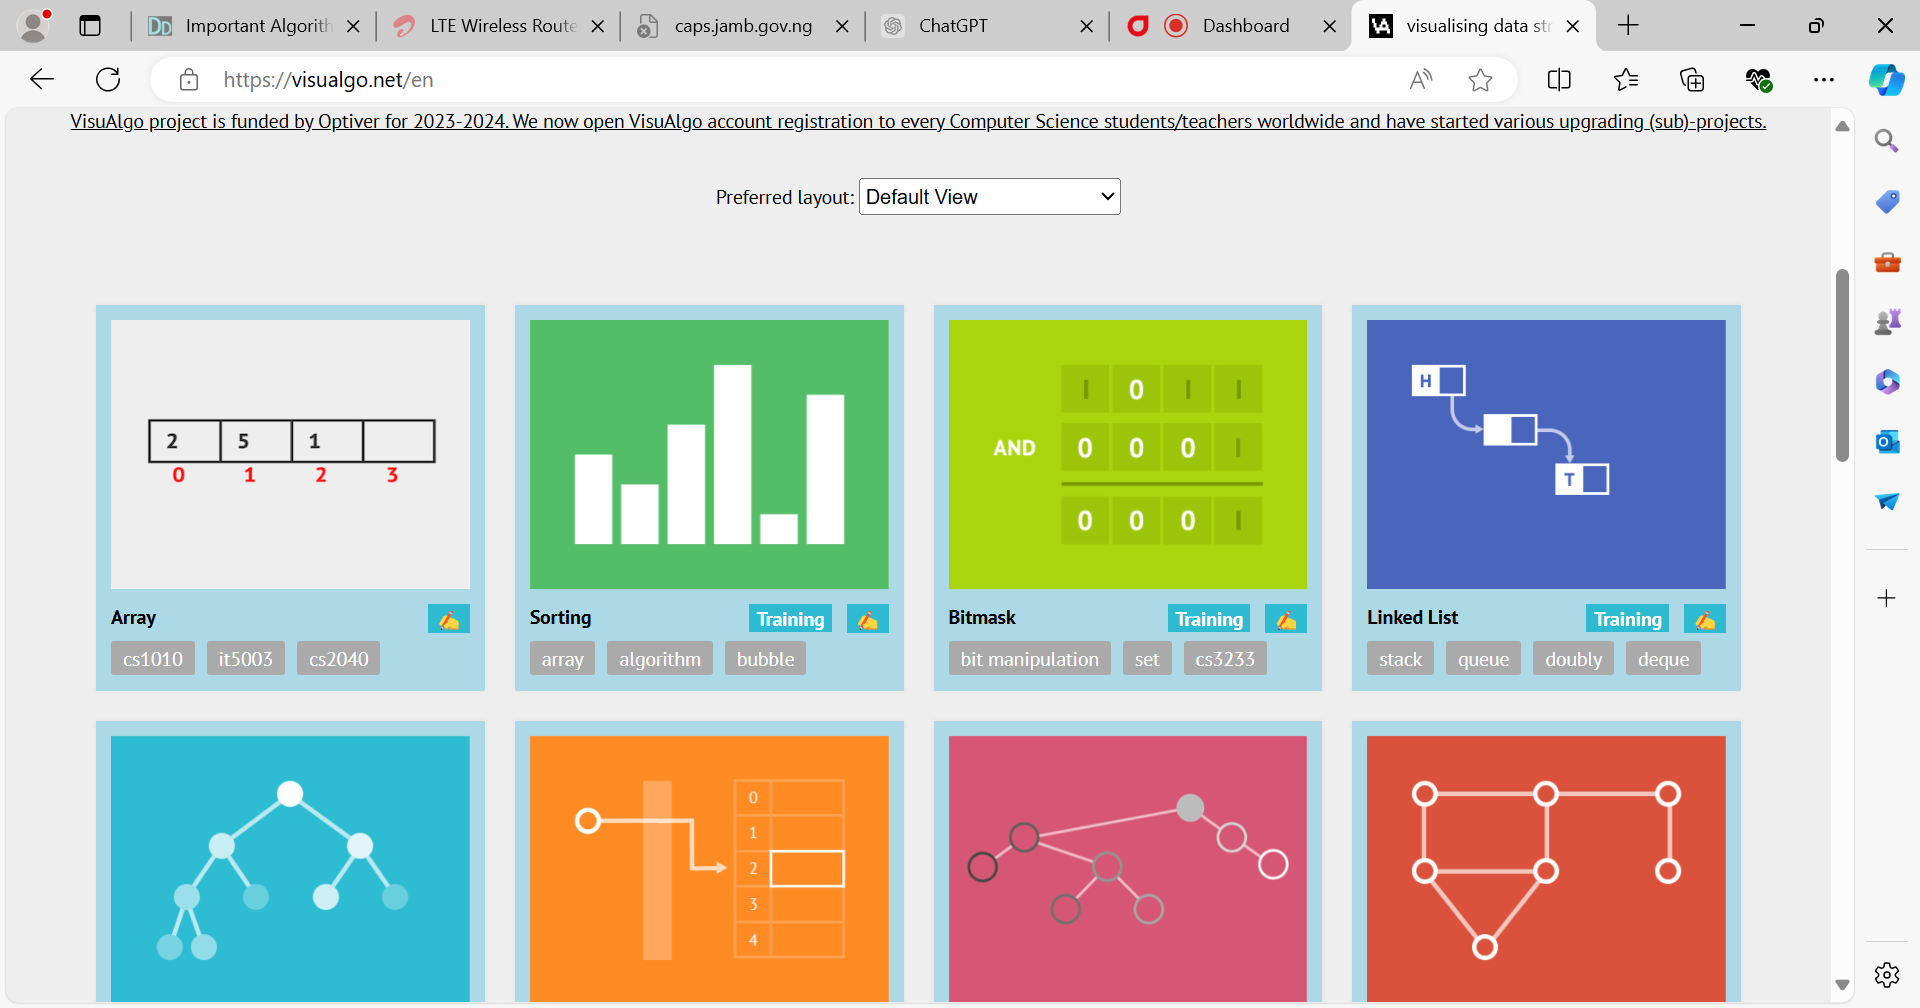 Important Algorith
LTE Wireless Route
caps.jamb.gov.ng
ChatGPT
Dashboard
visualising data str
https://visualgo.net/en
VisuAlgo project is funded by Optiver for 2023-2024. We now open VisuAlgo account registration to every Computer Science students/teachers worldwide and have started various upgrading (sub)-projects.
Preferred layout: Default View
2 5 1
0 1 2 3
I 0 I I
AND 0 0 0 I
0 0 0 I
H
T
Array
cs1010 it5003 cs2040
Sorting Training
array algorithm bubble
Bitmask Training
bit manipulation set cs3233
Linked List Training
stack queue doubly deque
0
1
2
3
4